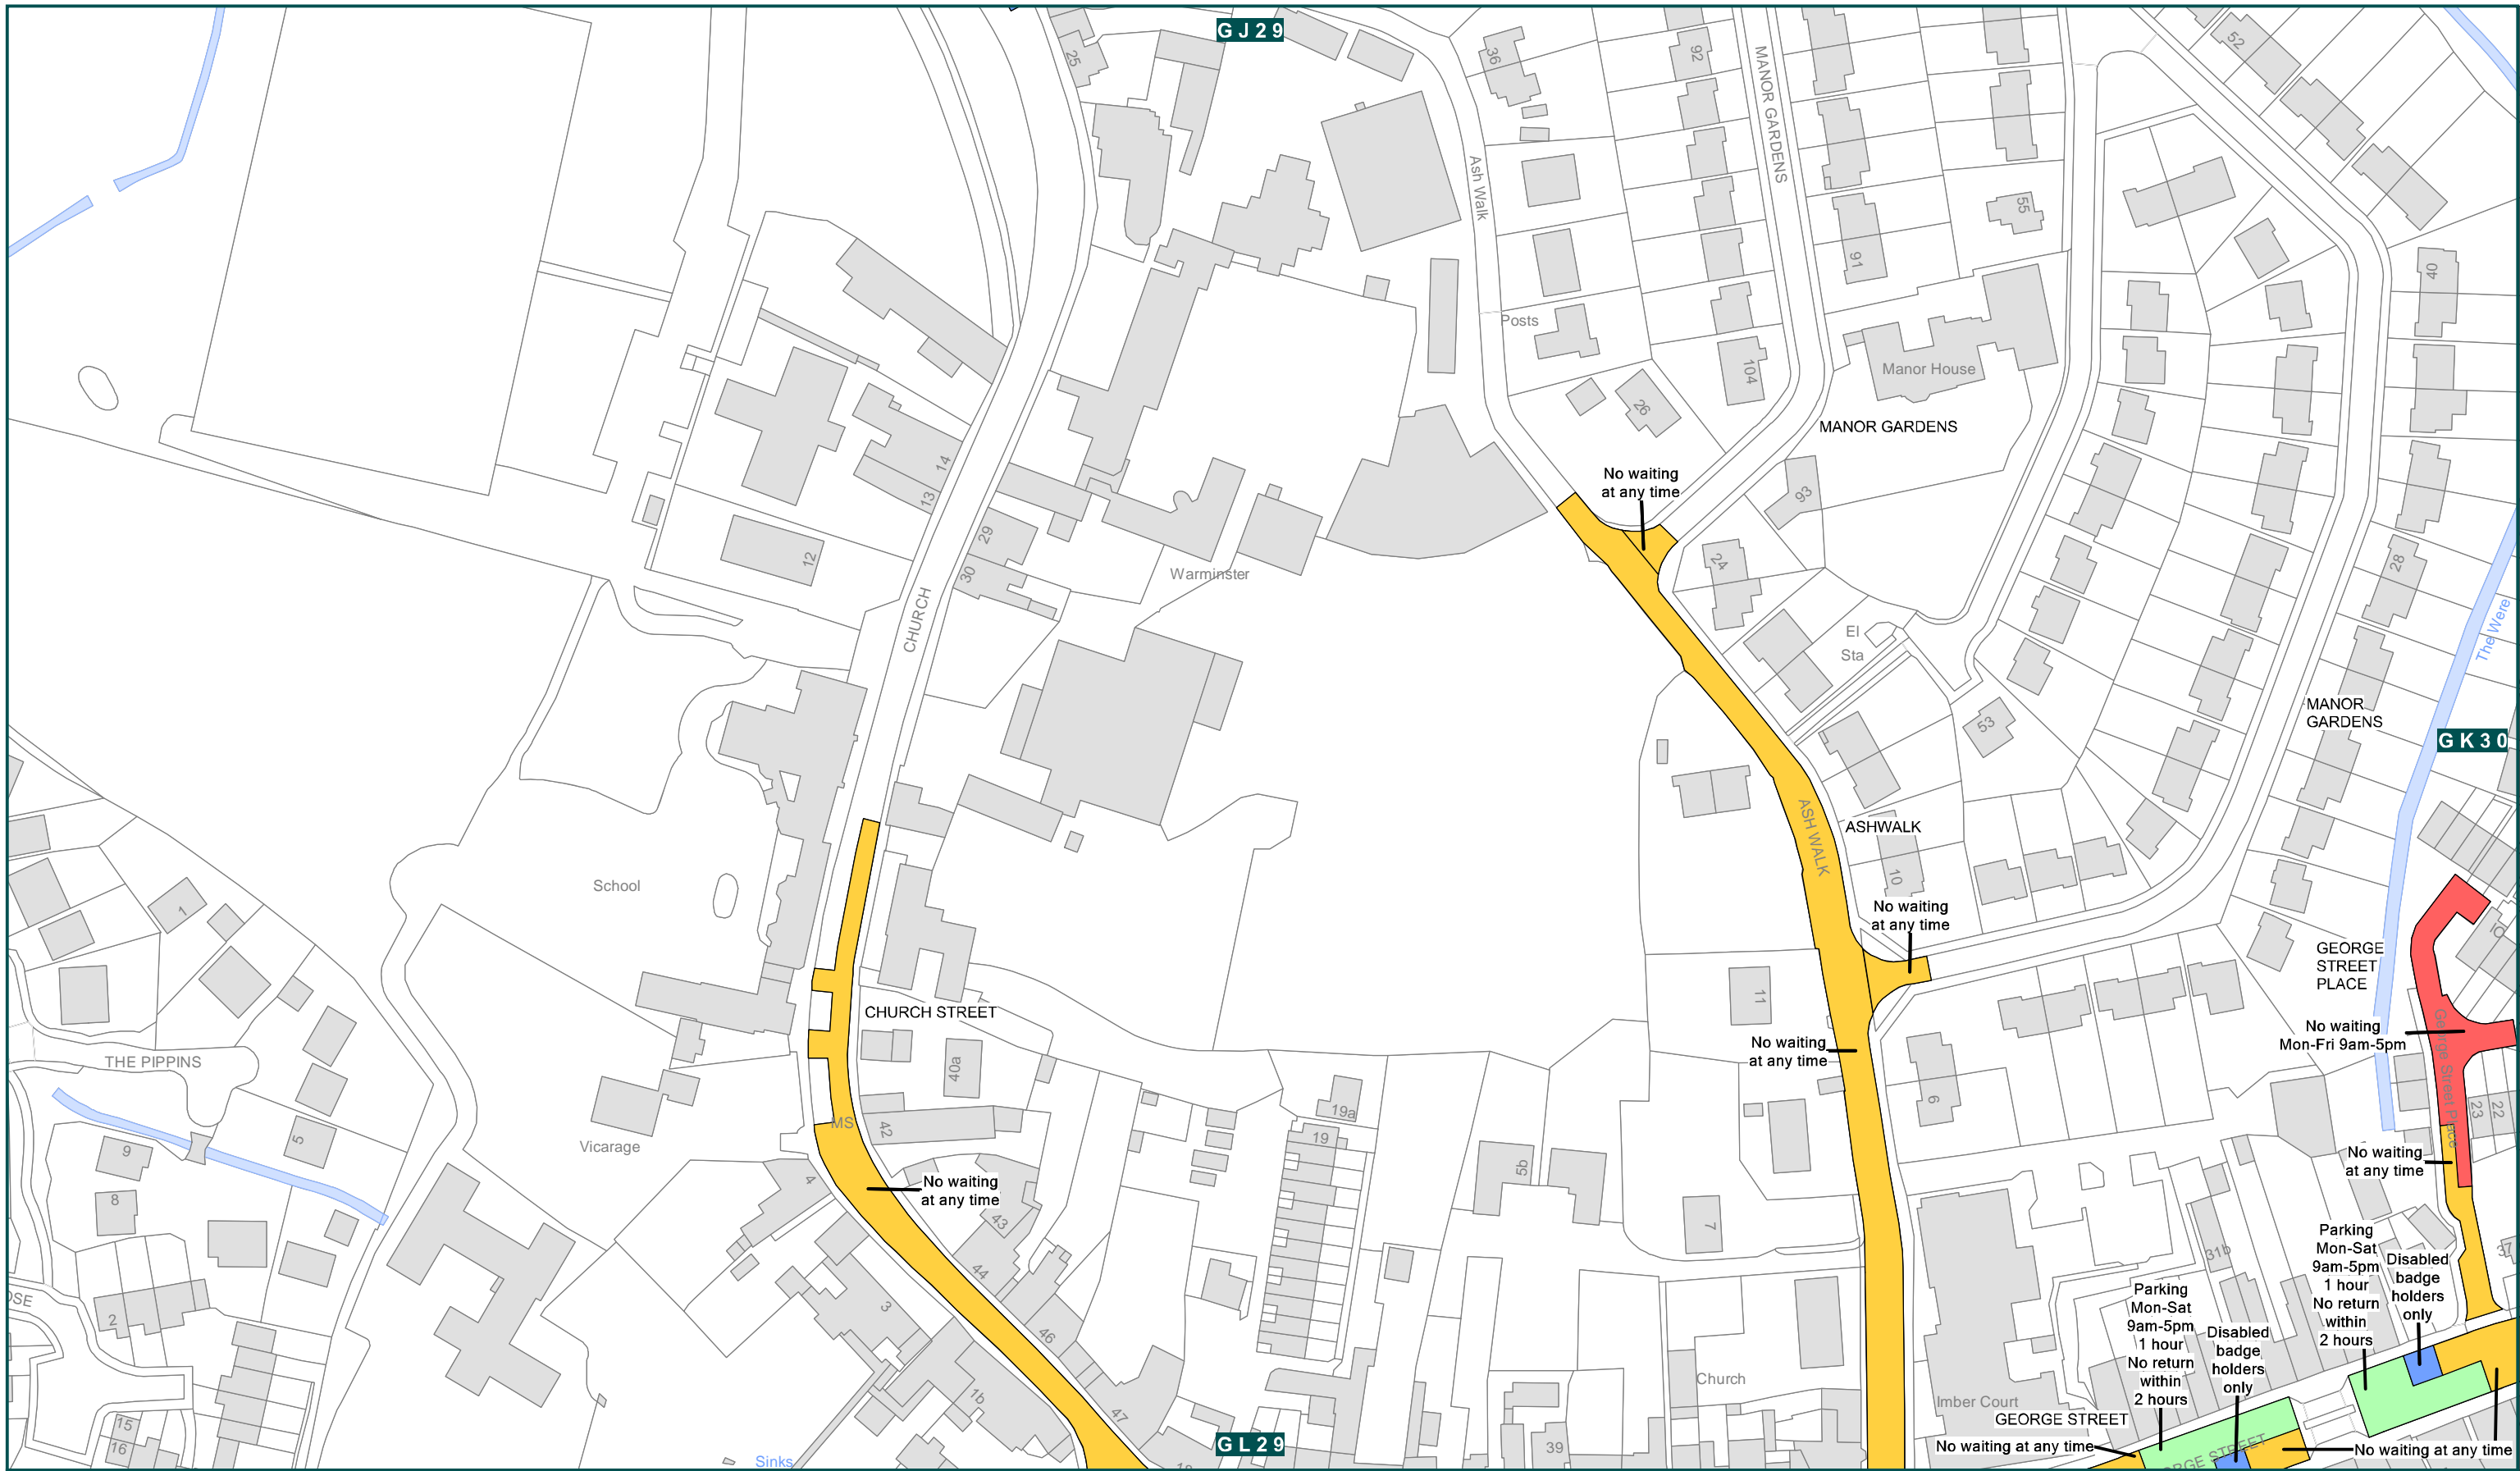 GJ29
25
36
92
MANOR GARDENS
52
Ash Walk
55
91
40
Posts
104
Manor House
26
MANOR GARDENS
14
13
No waiting
at any time
93
29
12
30
24
28
Warminster
CHURCH
The Were
El
Sta
53
MANOR
GARDENS
GK30
ASH WALK
ASHWALK
School
10
1
No waiting
at any time
10
GEORGE
STREET
PLACE
11
CHURCH STREET
No waiting
Mon-Fri 9am-5pm
No waiting
at any time
THE PIPPINS
40a
George Street Place
6
19a
23
22
MS
42
19
5
Vicarage
9
5b
No waiting
at any time
4
No waiting
at any time
8
43
7
Parking
Mon-Sat
9am-5pm
1 hour
No return
within
2 hours
31b
37
Disabled
badge
holders
only
44
Parking
Mon-Sat
9am-5pm
1 hour
No return
within
2 hours
OSE
3
2
46
Disabled
badge
holders
only
Church
1b
Imber Court
47
GEORGE STREET
15
16
GL29
39
No waiting at any time
ORGE STREET
No waiting at any time
Sinks